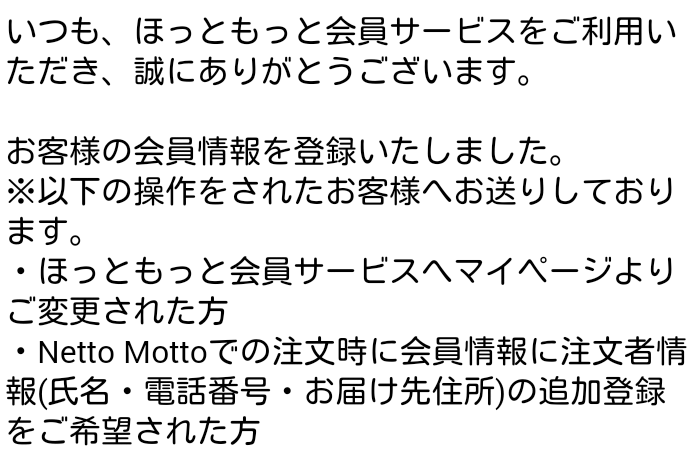 いつも、ほっともっと会員サービスをご利用い
ただき、誠にありがとうございます。
お客様の会員情報を登録いたしました。
※以下の操作をされたお客様へお送りしており
ます。
・ほっともっと会員サービスへマイページより
ご変更された方
・Netto Mottoでの注文時に会員情報に注文者情
報(氏名・電話番号・お届け先住所)の追加登録
をご希望された方